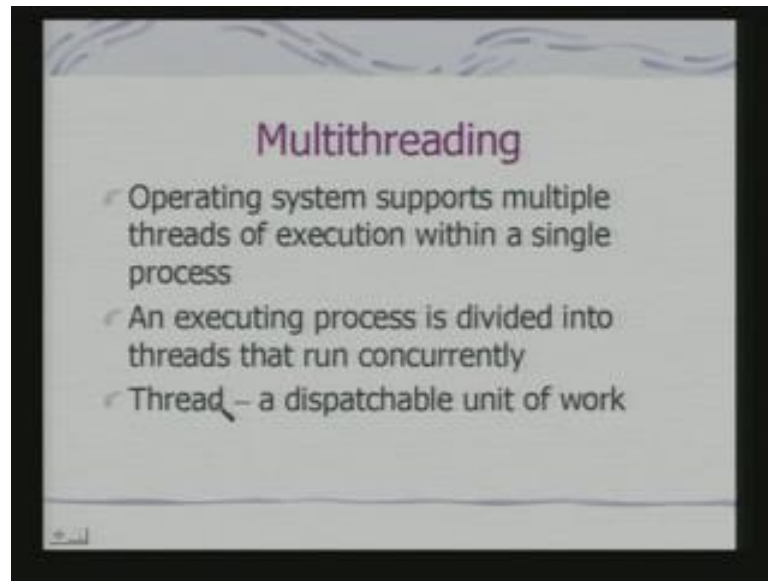 Multithreading
Operating system supports multiple
threads of execution within a single
process
An executing process is divided into
threads that run concurrently
Thread – a dispatchable unit of work